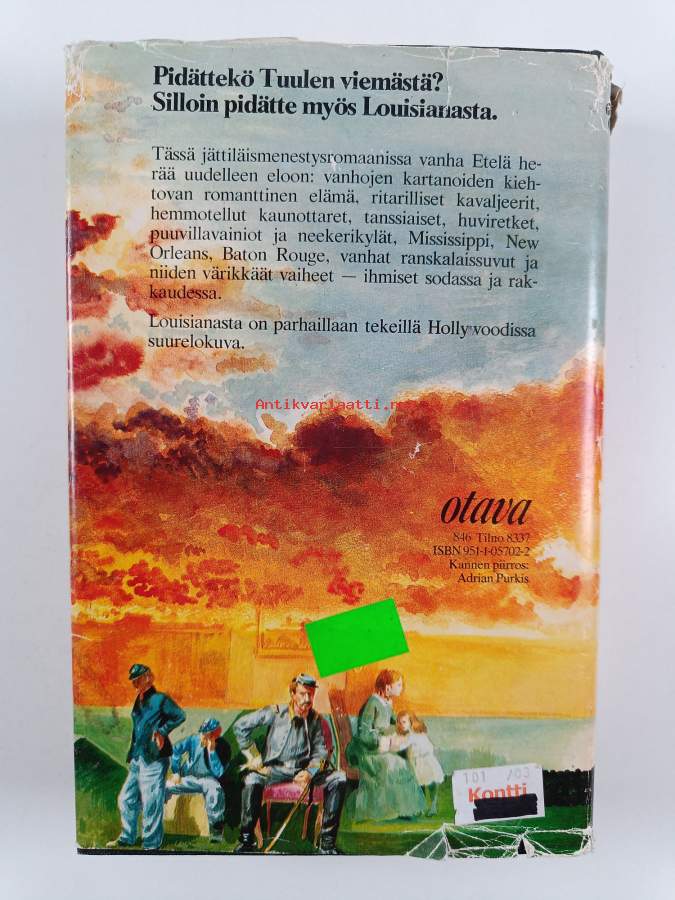 Pidättekö Tuulen viemästä?
Silloin pidätte myös Louisianasta.
Tässä jättiläismenestysromaanissa vanha Etelä he-
rää uudelleen eloon: vanhojen kartanoiden kieh-
tovan romanttinen elämä, ritarilliset kavaljeerit,
hemmotellut kaunottaret, tanssiaiset, huviretket,
puuvillavainiot ja neekerikylät, Mississippi, New
Orleans, Baton Rouge, vanhat ranskalaissuvut ja
niiden värikkäät vaiheet — ihmiset sodassa ja rak-
kaudessa.
Louisianasta on parhaillaan tekeillä Hollywoodissa
suurelokuva.
Antikvariaatti.net
otava
846 Tilno 8337
ISBN 951-1-05702-2
Kannen piirros:
Adrian Purkis
101 /03
Kontti